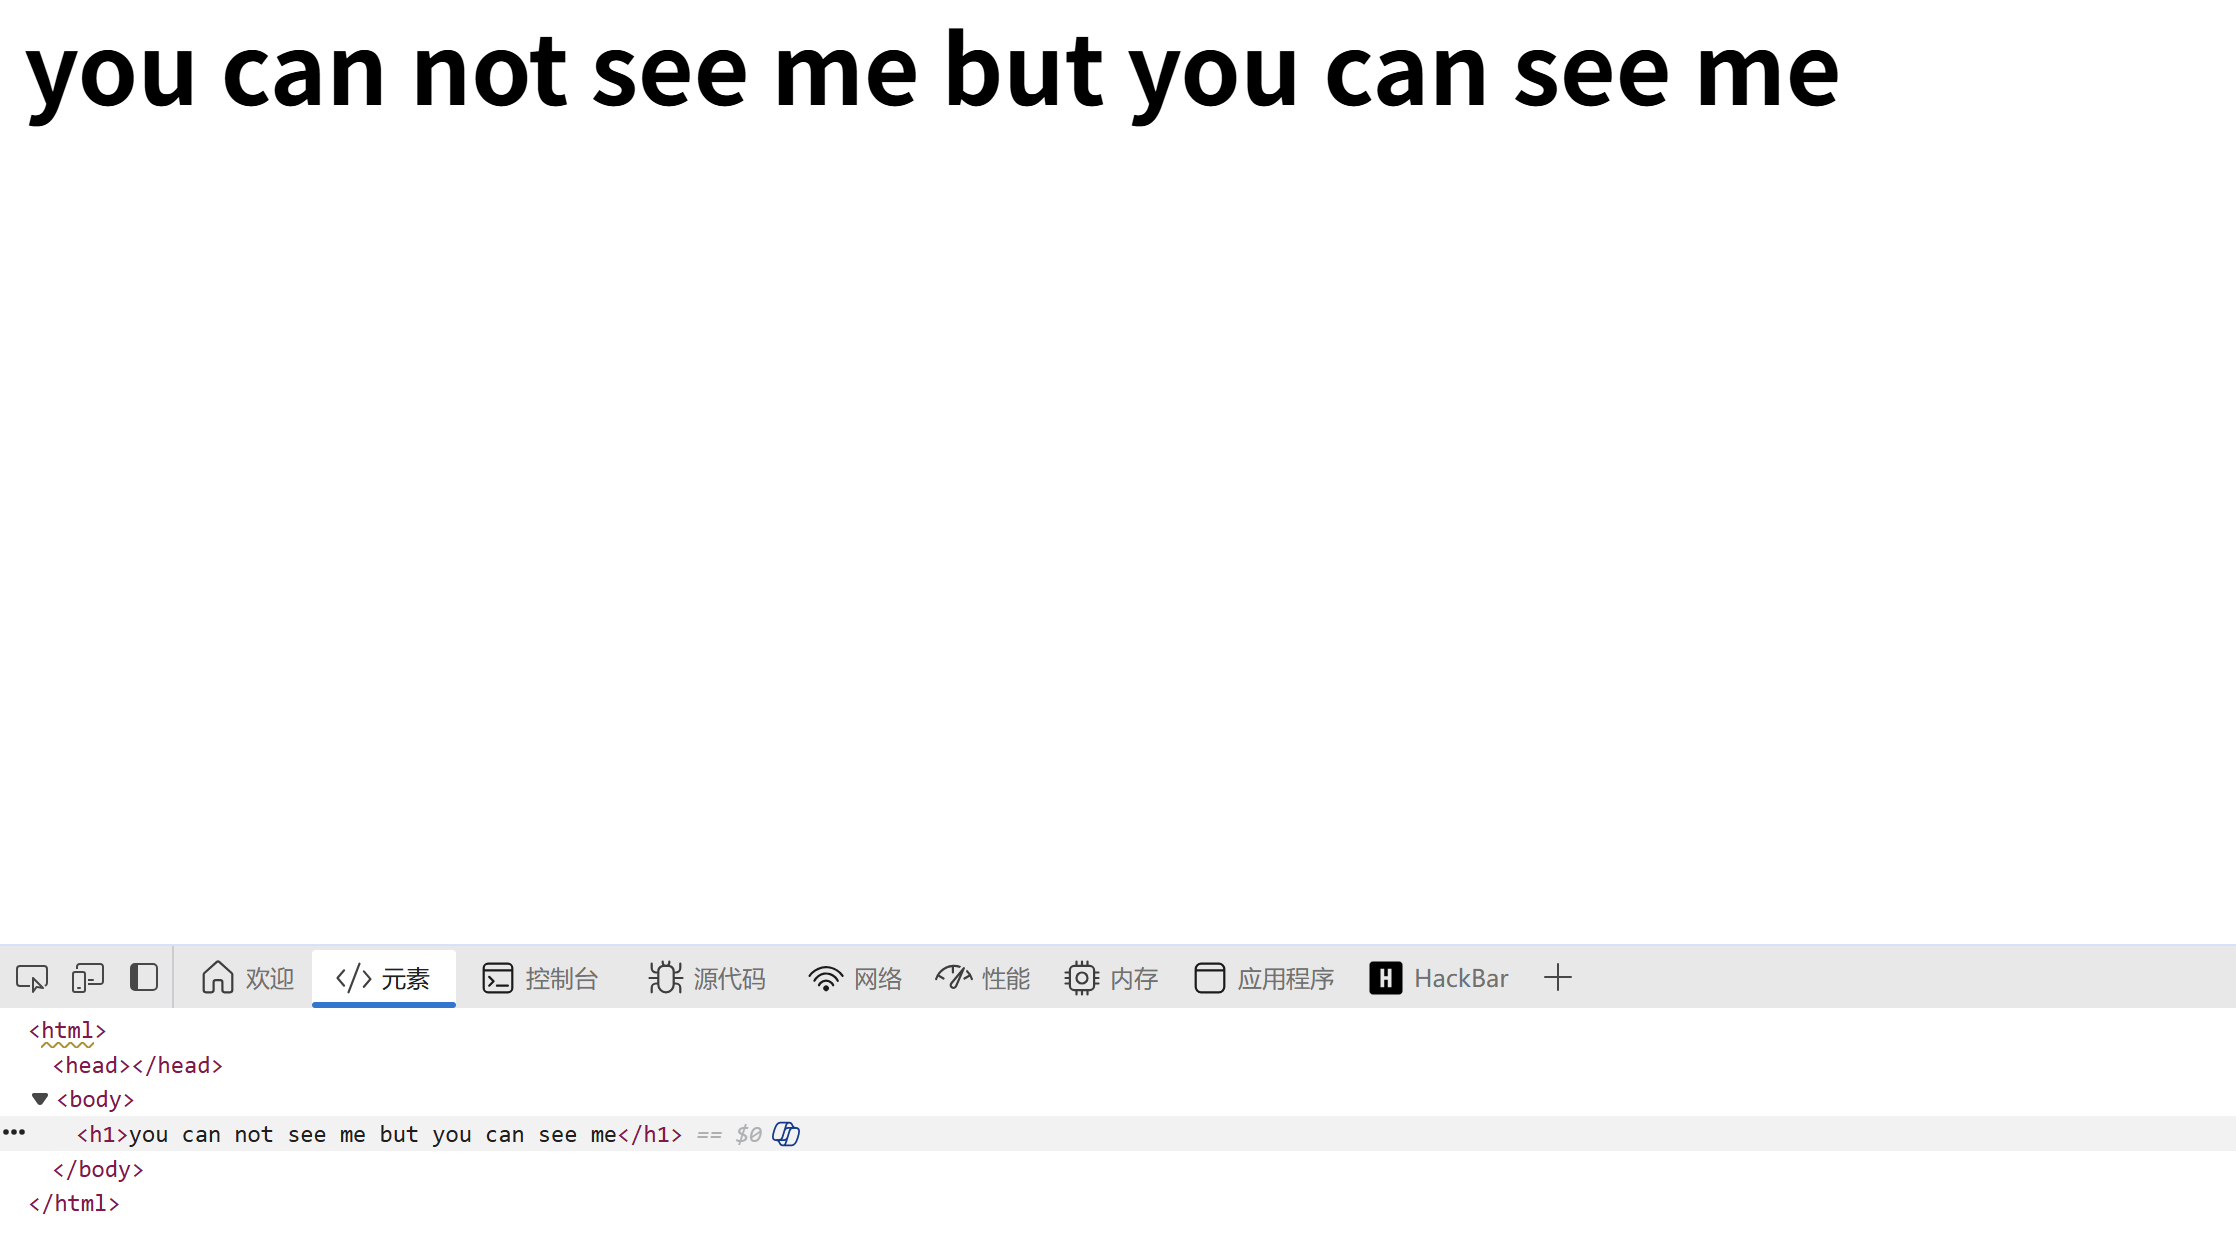 you can not see me but you can see me
欢迎 元素 控制台 源代码 网络 性能 内存 应用程序 H HackBar
<html>
<head></head>
<body>
<h1>you can not see me but you can see me</h1> == $0
</body>
</html>